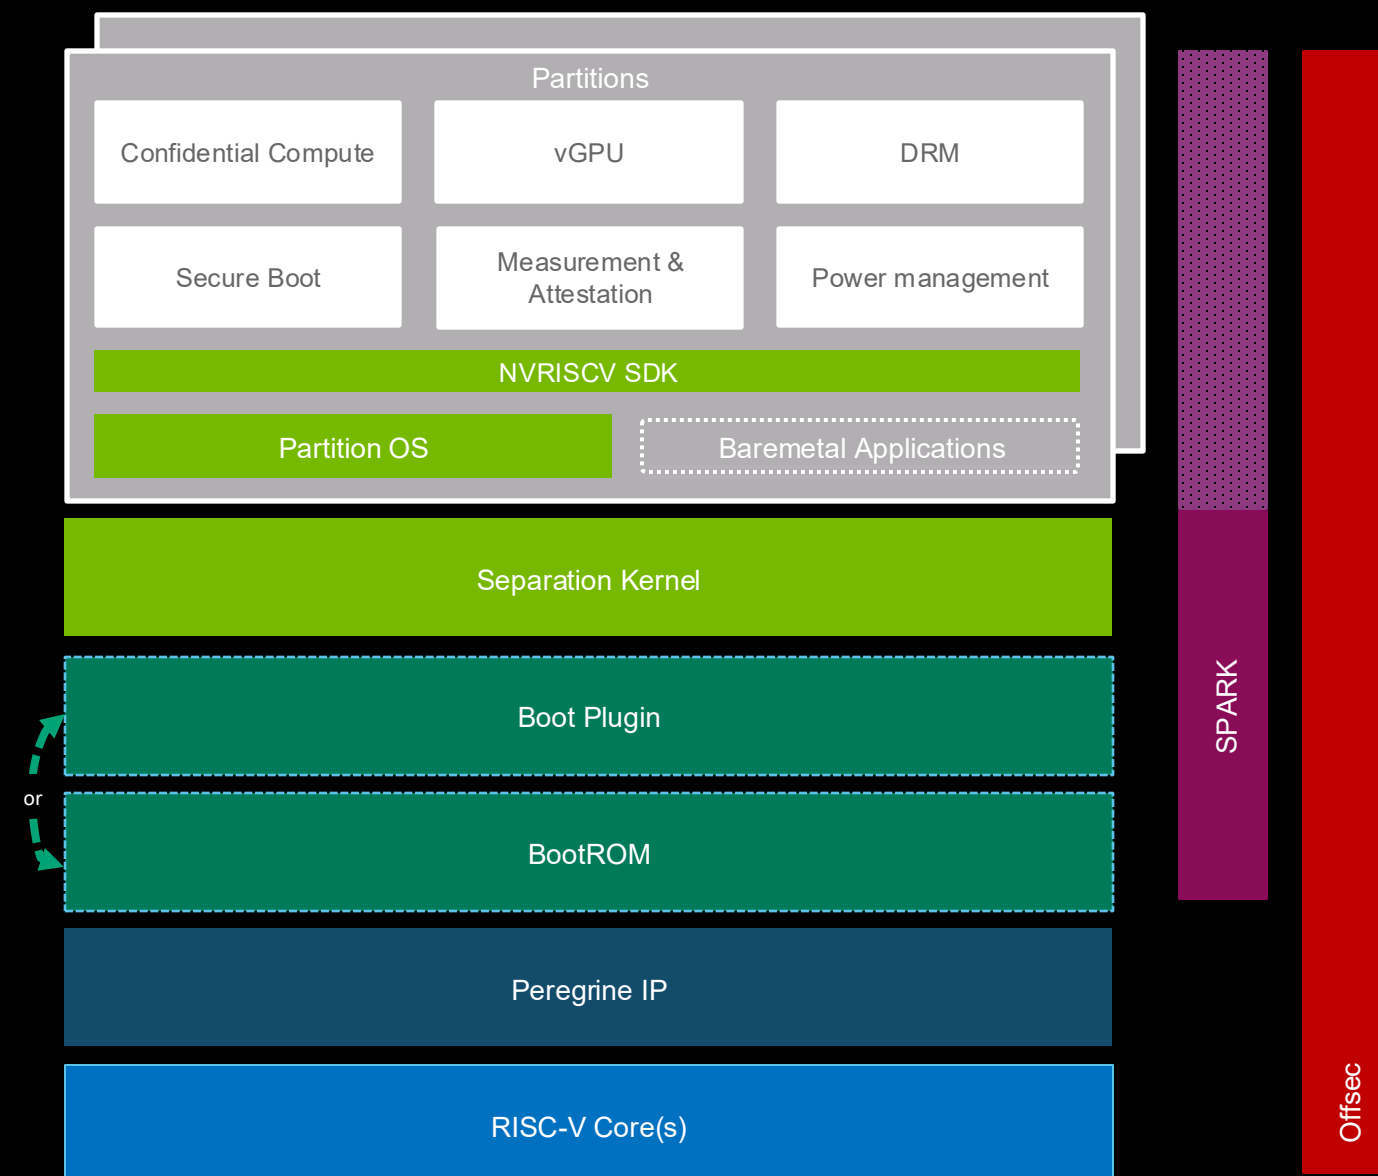 Partitions
Confidential Compute
vGPU
DRM
Secure Boot
Measurement &
Attestation
Power management
NVRISCV SDK
Partition OS
Baremetal Applications
Separation Kernel
Boot Plugin
or
BootROM
Peregrine IP
RISC-V Core(s)
SPARK
Offsec